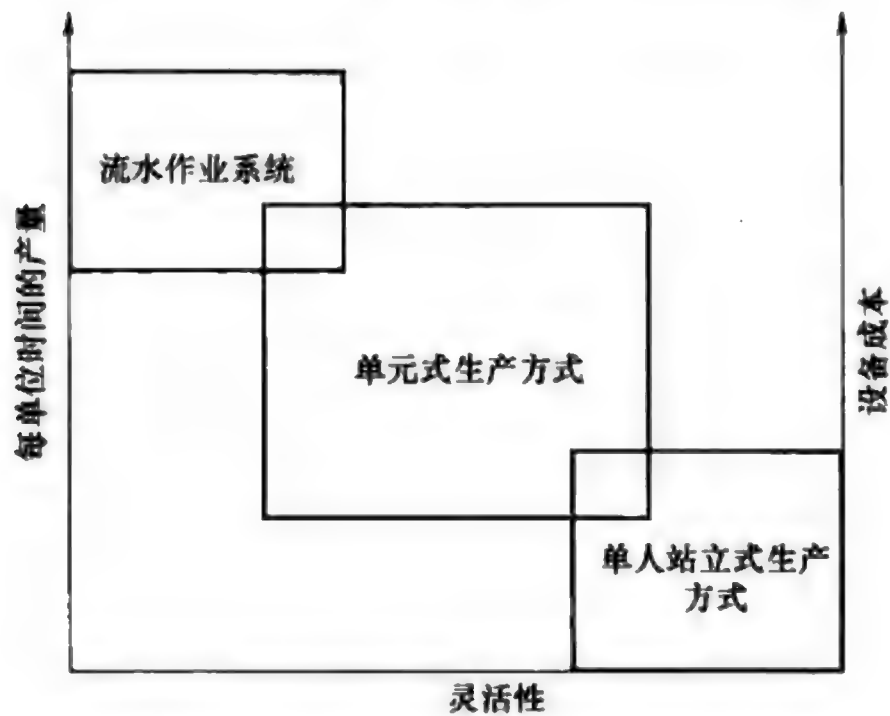 流水作业系统
每单位时间的产量
单元式生产方式
设备成本
单人站立式生产
方式
灵活性